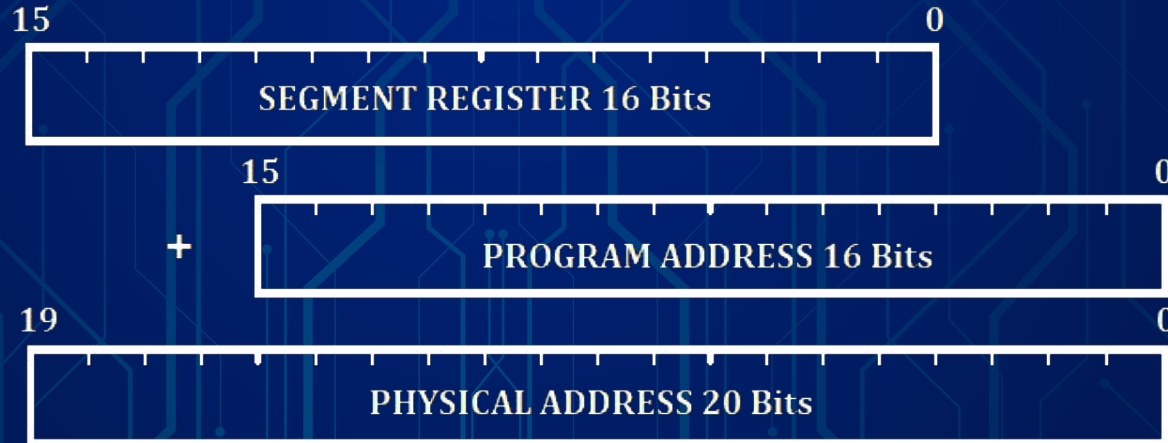 15 0
SEGMENT REGISTER 16 Bits
15 0
+ PROGRAM ADDRESS 16 Bits
19 0
PHYSICAL ADDRESS 20 Bits